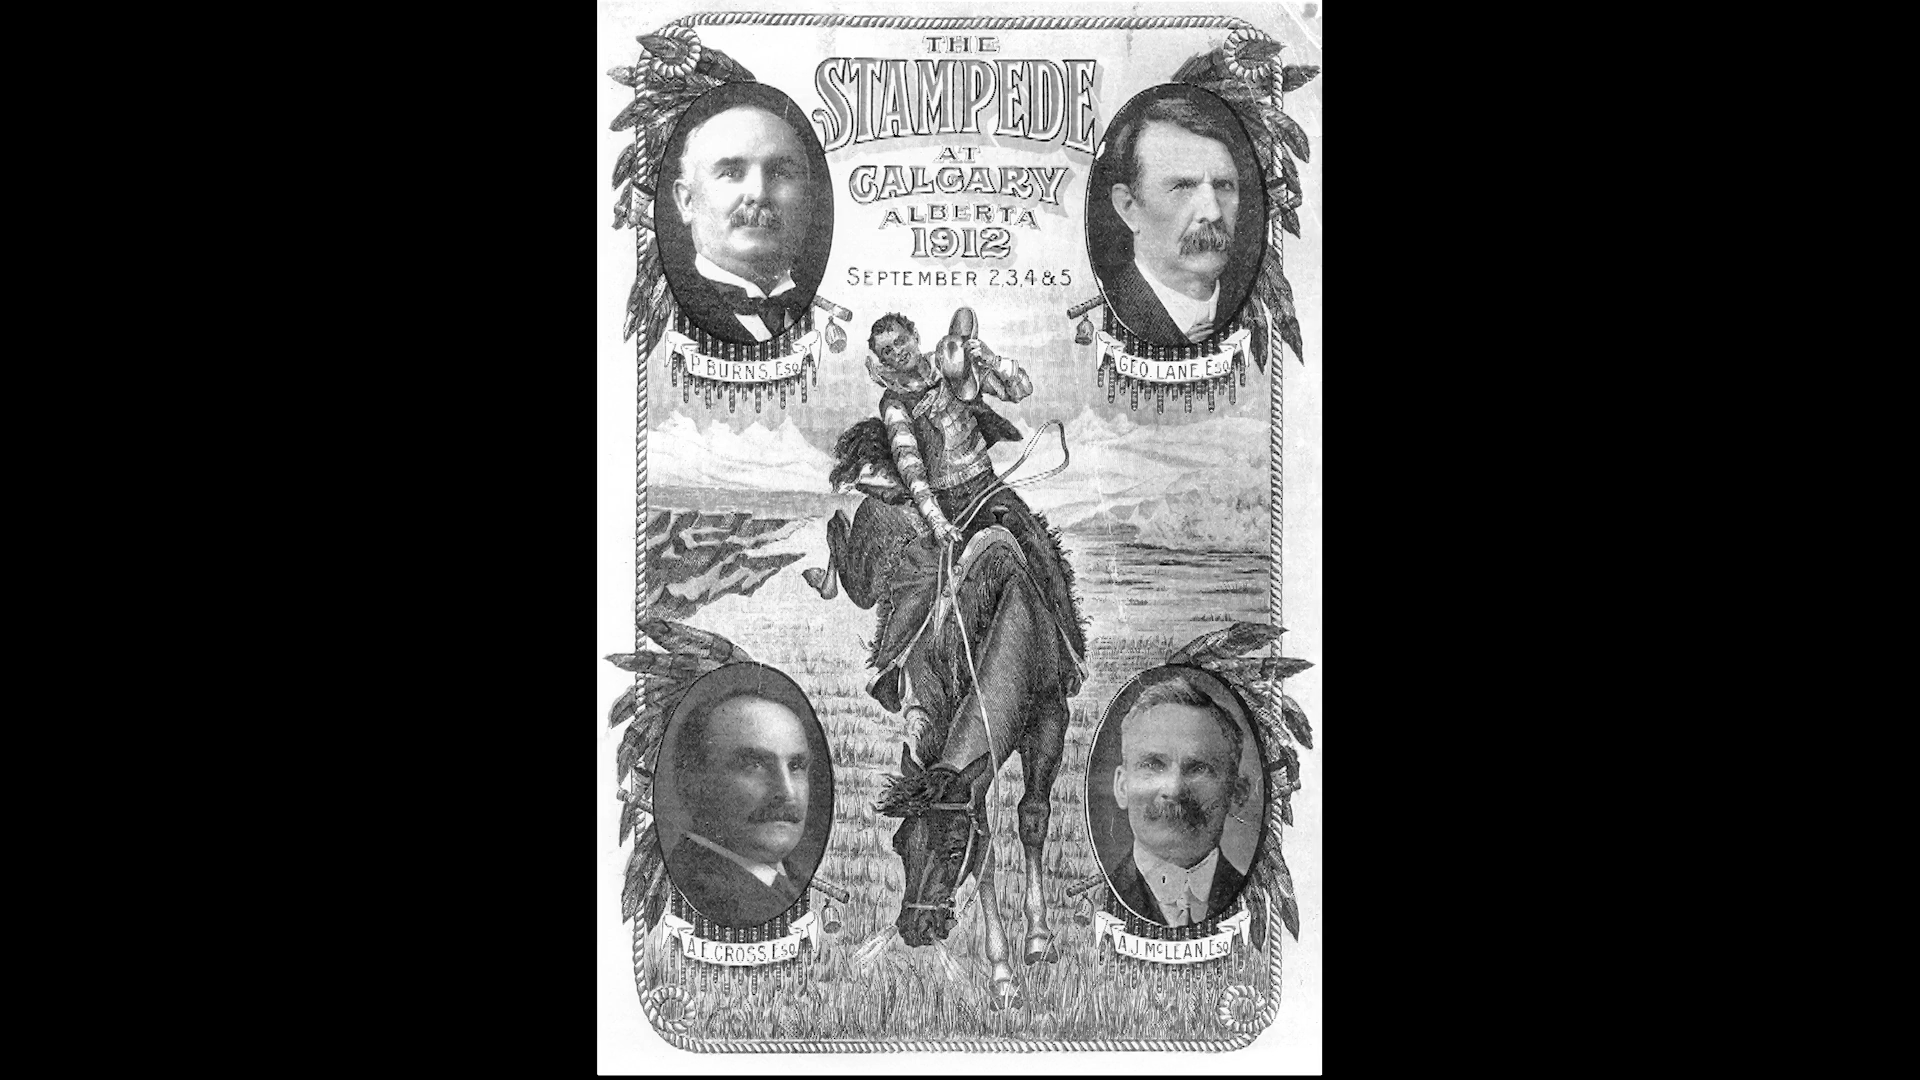 THE
STAMPEDE
AT
CALGARY
ALBERTA
1912
SEPTEMBER 2,3,4 & 5
P. BURNS, ESQ
GEO. LANE, ESQ
A.E. CROSS, ESQ
A.J. McLEAN, ESQ